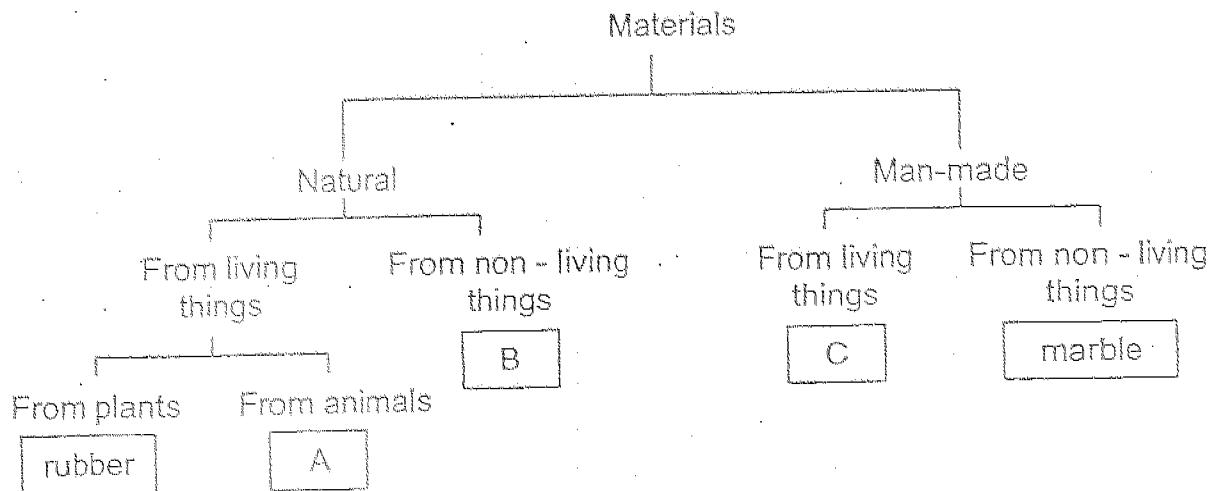 Materials
Natural
Man-made
From living
things
From non - living
things
B
From living
things
C
From non - living
things
marble
From plants
rubber
From animals
A